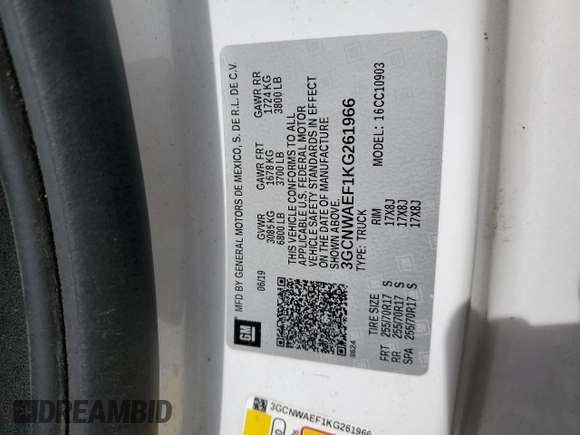 MFD BY GENERAL MOTORS DE MEXICO, S. DE R.L. DE C.V.
06/19
GVWR
3085 KG
6800 LB
GAWR FRT
1678 KG
3700 LB
GAWR RR
1724 KG
3800 LB
THIS VEHICLE CONFORMS TO ALL
APPLICABLE U.S. FEDERAL MOTOR
VEHICLE SAFETY STANDARDS IN EFFECT
ON THE DATE OF MANUFACTURE
SHOWN ABOVE.
3GCNWAEF1KG261966
TYPE: TRUCK
MODEL: 16CC10903
TIRE SIZE RIM
FRT 255/70R17 S 17X8J
RR 255/70R17 S 17X8J
SPA 255/70R17 S 17X8J
GM
8624
3GCNWAEF1KG261966
DREAMBID